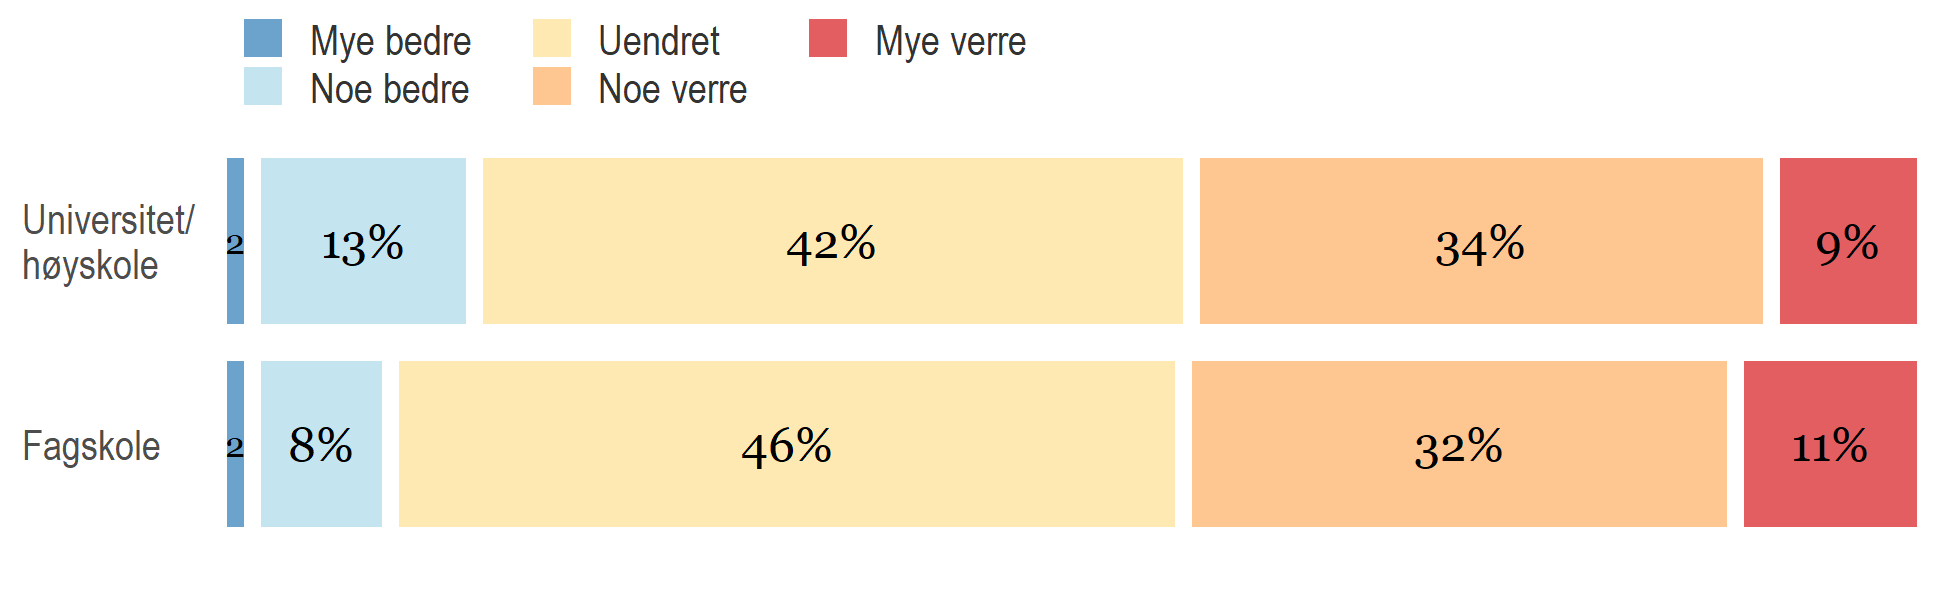 Mye bedre Uendret Mye verre
Noe bedre Noe verre
Universitet/
høyskole
2 13% 42% 34% 9%
Fagskole 2 8% 46% 32% 11%